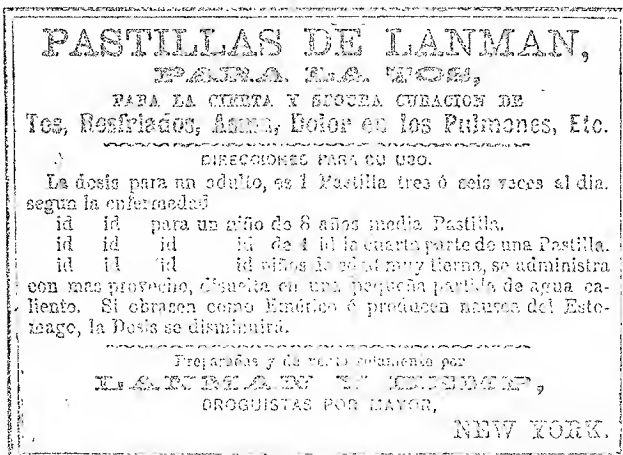 PASTILLAS DE LANMAN,
PARA LA TOS,
PARA LA CIERTA Y SEGURA CURACION DE
Tos, Resfriados, Asma, Dolor en los Pulmones, Etc.
DIRECCIONES PARA SU USO.
La dosis para un adulto, es 1 Pastilla tres ó seis veces al dia.
segun la enfermedad
id id para un niño de 8 años media Pastilla.
id id id id de 4 id la cuarta parte de una Pastilla.
id id id id niños de edad muy tierna, se administra
con mas provecho, disuelta en una pequeña partida de agua ca-
liente. Si obrasen como Emético ó producen nausea del Esto-
mago, la Dosis se disminuirá.
Preparadas y de venta solamente por
LANMAN Y KEMP,
DROGUISTAS POR MAYOR,
NEW YORK.